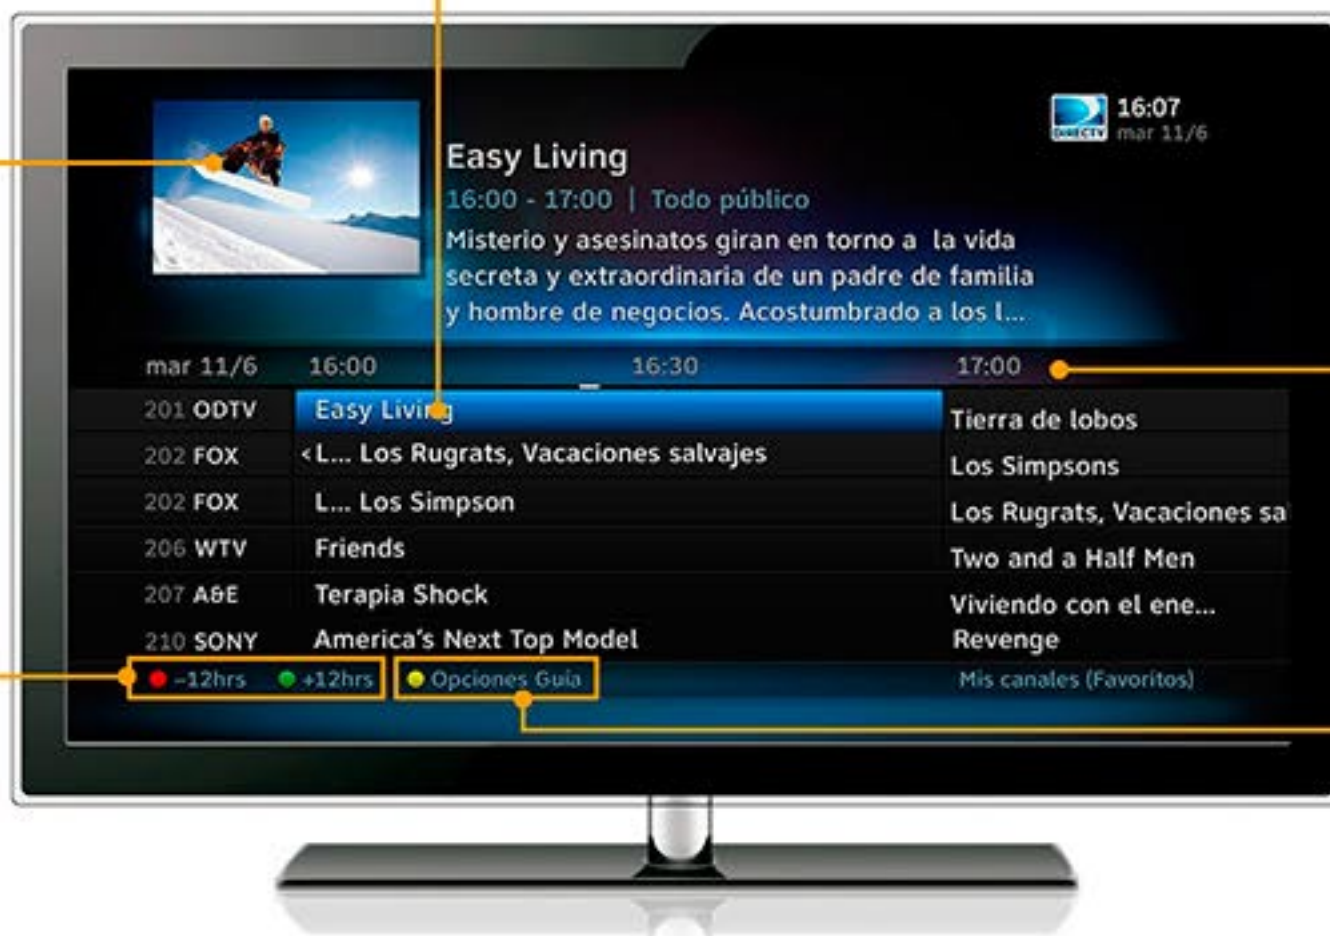 DIRECTV
16:07
mar 11/6
Easy Living
16:00 - 17:00 | Todo público
Misterio y asesinatos giran en torno a la vida
secreta y extraordinaria de un padre de familia
y hombre de negocios. Acostumbrado a los l...
mar 11/6 16:00 16:30 17:00
201 ODTV Easy Living Tierra de lobos
202 FOX <L... Los Rugrats, Vacaciones salvajes Los Simpsons
202 FOX L... Los Simpson Los Rugrats, Vacaciones sa
206 WTV Friends Two and a Half Men
207 A&E Terapia Shock Viviendo con el ene...
210 SONY America's Next Top Model Revenge
-12hrs +12hrs Opciones Guía Mis canales (Favoritos)